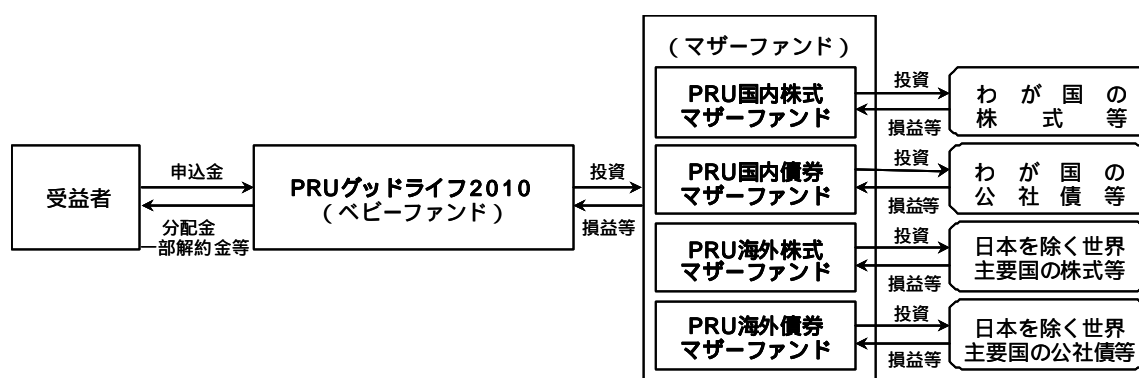 (マザーファンド)
PRU国内株式
マザーファンド
投資
損益等
わが国の
株式等
受益者
申込金
分配金
一部解約金等
PRUグッドライフ2010
(ベビーファンド)
投資
損益等
PRU国内債券
マザーファンド
投資
損益等
わが国の
公社債等
PRU海外株式
マザーファンド
投資
損益等
日本を除く世界
主要国の株式等
PRU海外債券
マザーファンド
投資
損益等
日本を除く世界
主要国の公社債等